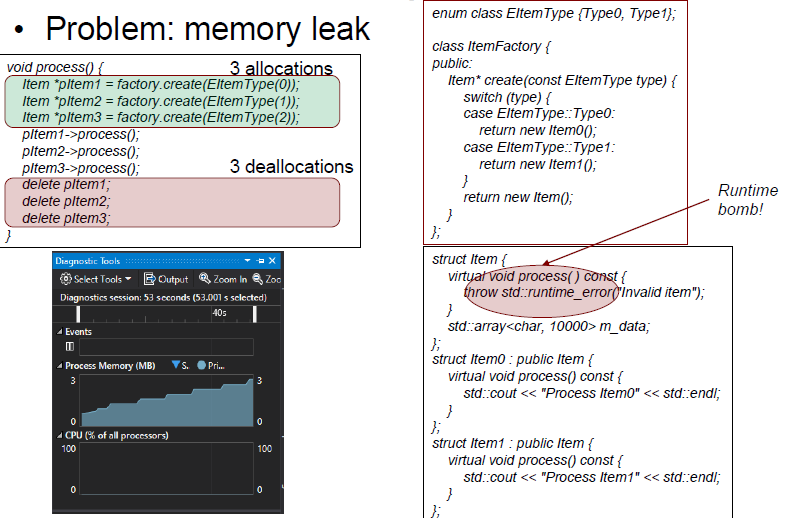 • Problem: memory leak
void process() {
3 allocations
Item *pItem1 = factory.create(EItemType(0));
Item *pItem2 = factory.create(EItemType(1));
Item *pItem3 = factory.create(EItemType(2));
pItem1->process();
pItem2->process();
pItem3->process();
3 deallocations
delete pItem1;
delete pItem2;
delete pItem3;
}
Diagnostic Tools
Select Tools
Output
Zoom In
Zoo
Diagnostics session: 53 seconds (53.001 s selected)
40s
Events
Process Memory (MB)
S..
Pri...
3
3
0
0
CPU (% of all processors)
100
100
0
0
enum class EItemType {Type0, Type1};
class ItemFactory {
public:
Item* create(const EItemType type) {
switch (type) {
case EItemType::Type0:
return new Item0();
case EItemType::Type1:
return new Item1();
}
return new Item();
}
};
Runtime
bomb!
struct Item {
virtual void process( ) const {
throw std::runtime_error("Invalid item");
}
std::array<char, 10000> m_data;
};
struct Item0 : public Item {
virtual void process() const {
std::cout << "Process Item0" << std::endl;
}
};
struct Item1 : public Item {
virtual void process() const {
std::cout << "Process Item1" << std::endl;
}
};